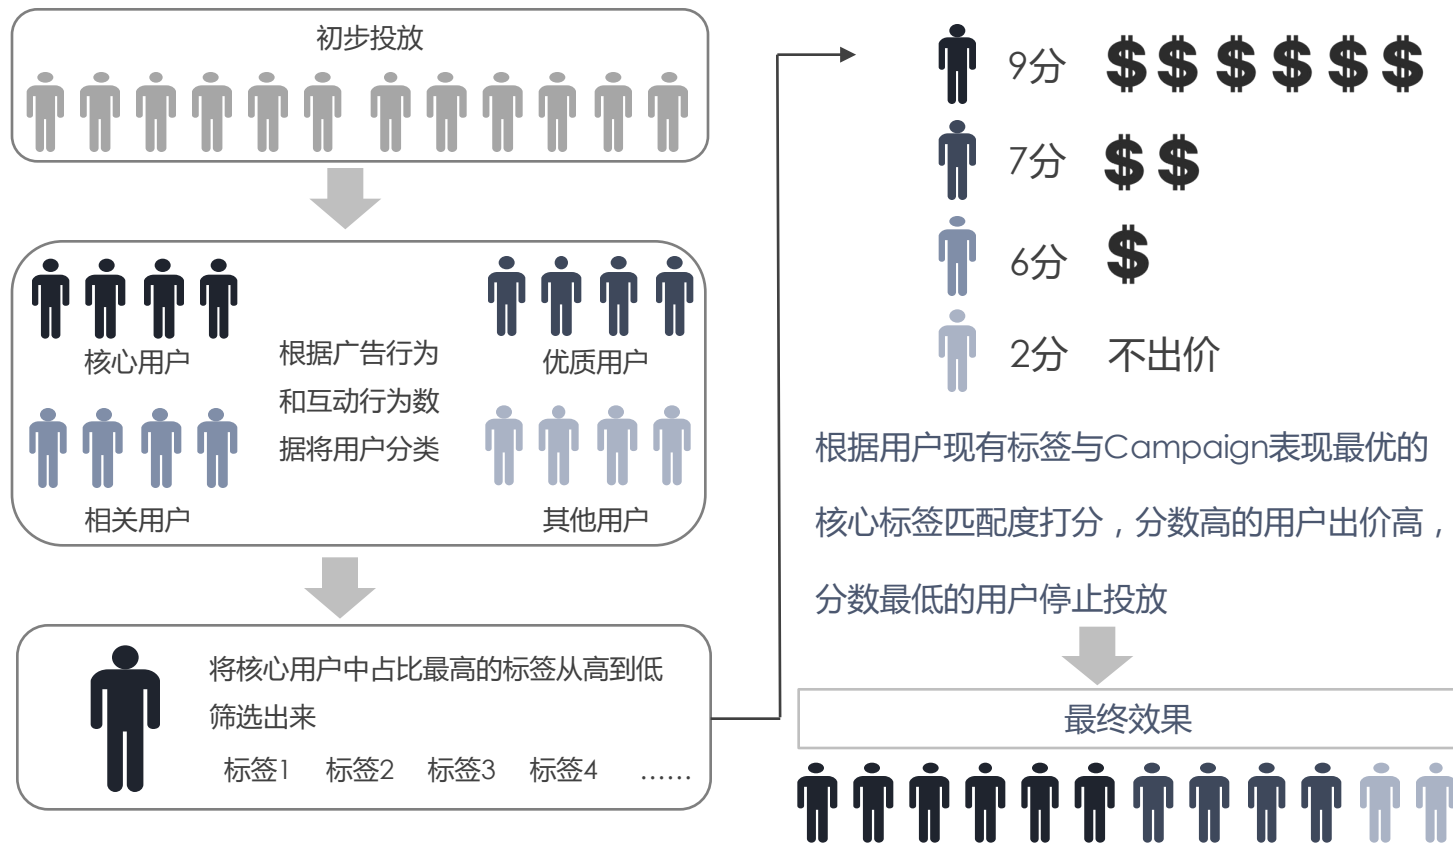 初步投放
核心用户
优质用户
根据广告行为
和互动行为数
据将用户分类
相关用户
其他用户
将核心用户中占比最高的标签从高到低
筛选出来
标签1 标签2 标签3 标签4 ……
9分 $ $ $ $ $ $
7分 $ $
6分 $
2分 不出价
根据用户现有标签与Campaign表现最优的
核心标签匹配度打分，分数高的用户出价高，
分数最低的用户停止投放
最终效果